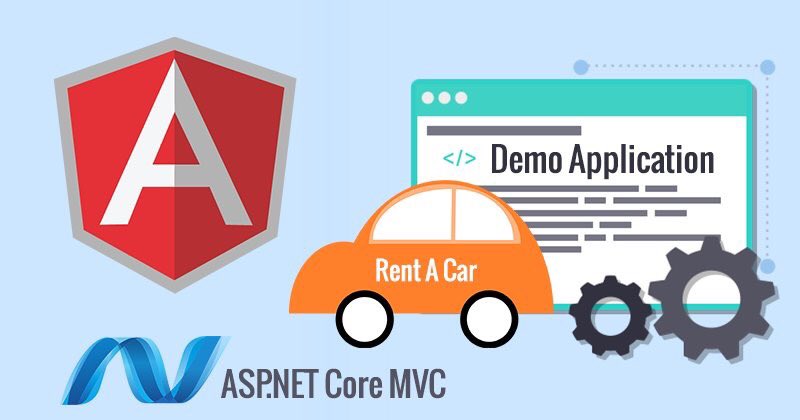 A
</> Demo Application
Rent A Car
ASP.NET Core MVC